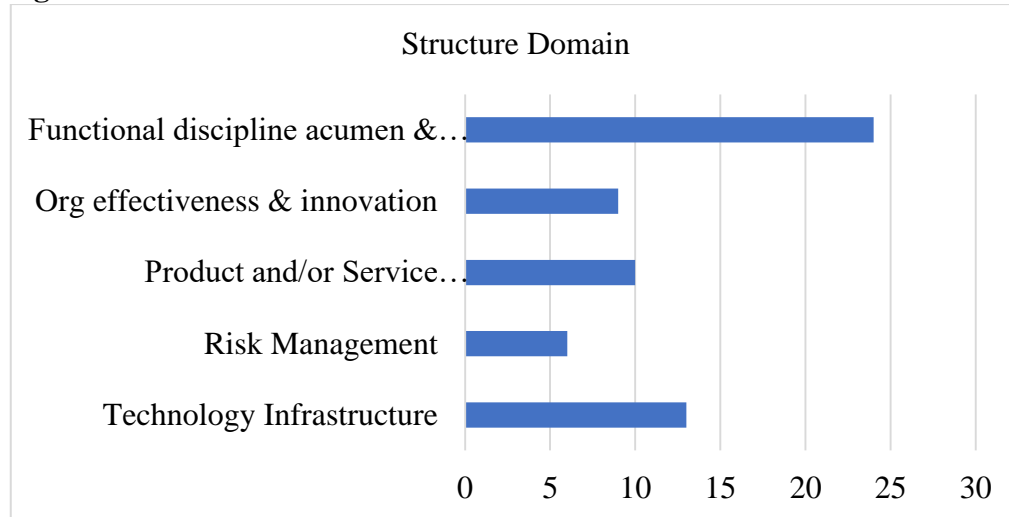 Structure Domain
Functional discipline acumen &…
Org effectiveness & innovation
Product and/or Service…
Risk Management
Technology Infrastructure
0 5 10 15 20 25 30